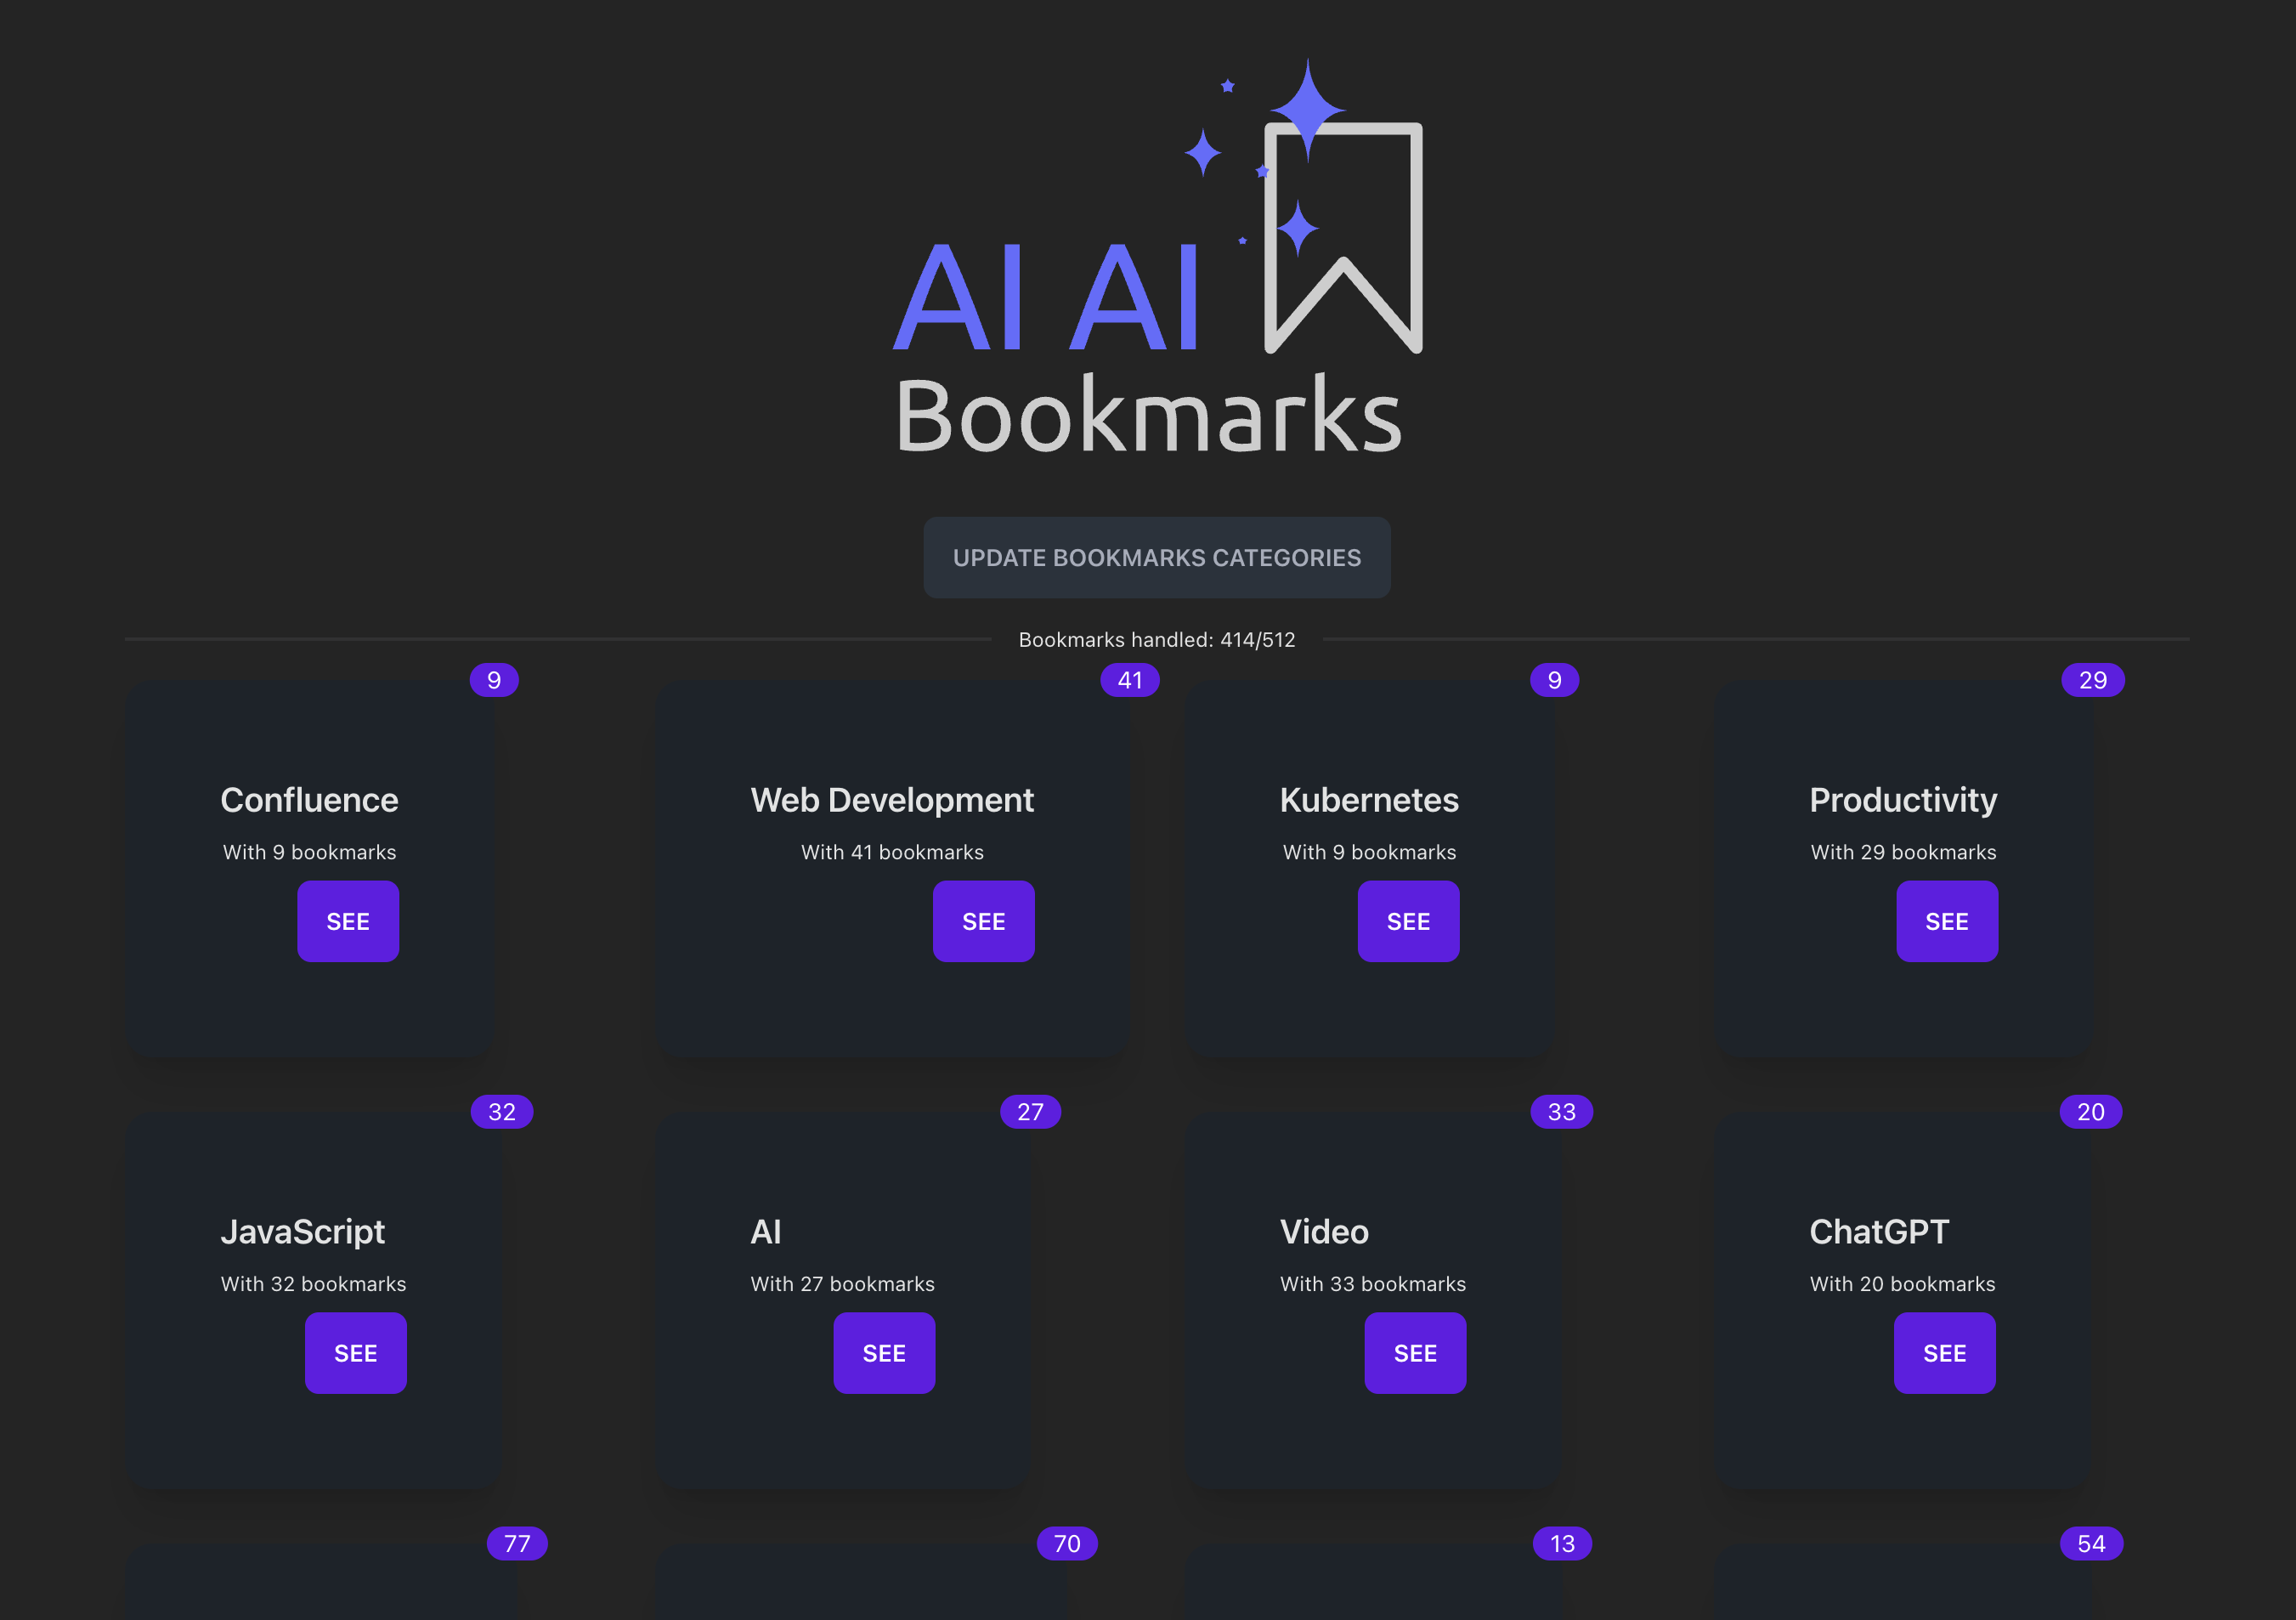 AI AI
Bookmarks
UPDATE BOOKMARKS CATEGORIES
Bookmarks handled: 414/512
9
Confluence
With 9 bookmarks
SEE
41
Web Development
With 41 bookmarks
SEE
9
Kubernetes
With 9 bookmarks
SEE
29
Productivity
With 29 bookmarks
SEE
32
JavaScript
With 32 bookmarks
SEE
27
AI
With 27 bookmarks
SEE
33
Video
With 33 bookmarks
SEE
20
ChatGPT
With 20 bookmarks
SEE
77
70
13
54